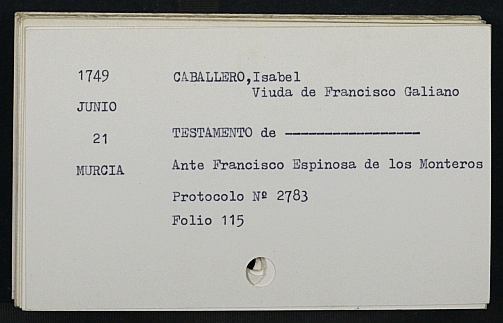 1749 CABALLERO,Isabel
Viuda de Francisco Galiano
JUNIO
21 TESTAMENTO de -----------------
MURCIA Ante Francisco Espinosa de los Monteros
Protocolo Nº 2783
Folio 115